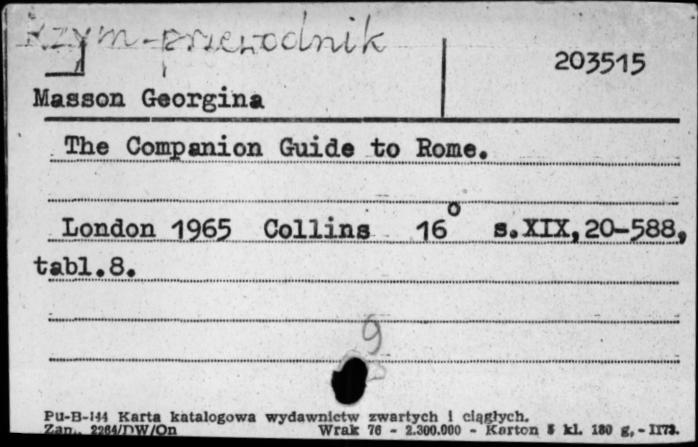 Rzym-przewodnik
203515
Masson Georgina
The Companion Guide to Rome.
London 1965 Collins 16° s.XIX,20-588,
tabl.8.
9
Pu-B-144 Karta katalogowa wydawnictw zwartych i ciągłych.
Zam. 2264/DW/On Wrak 76 - 2.300.000 - Karton 5 kl. 180 g, - II73.